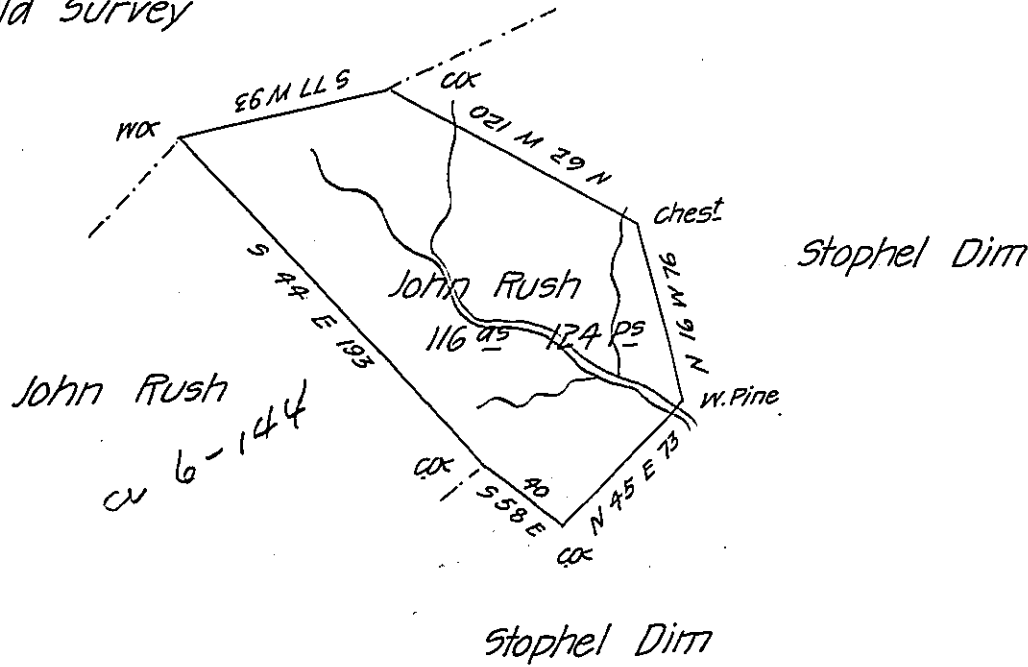 ld Survey
S 77 W 93
co
wo
N 62 W 120
Chest
N 16 W 76
Stophel Dim
S 44 E 193
John Rush
116 as 124 ps
John Rush
6-144
W. Pine
co
S 58 E 40
N 45 E 73
co
Stophel Dim